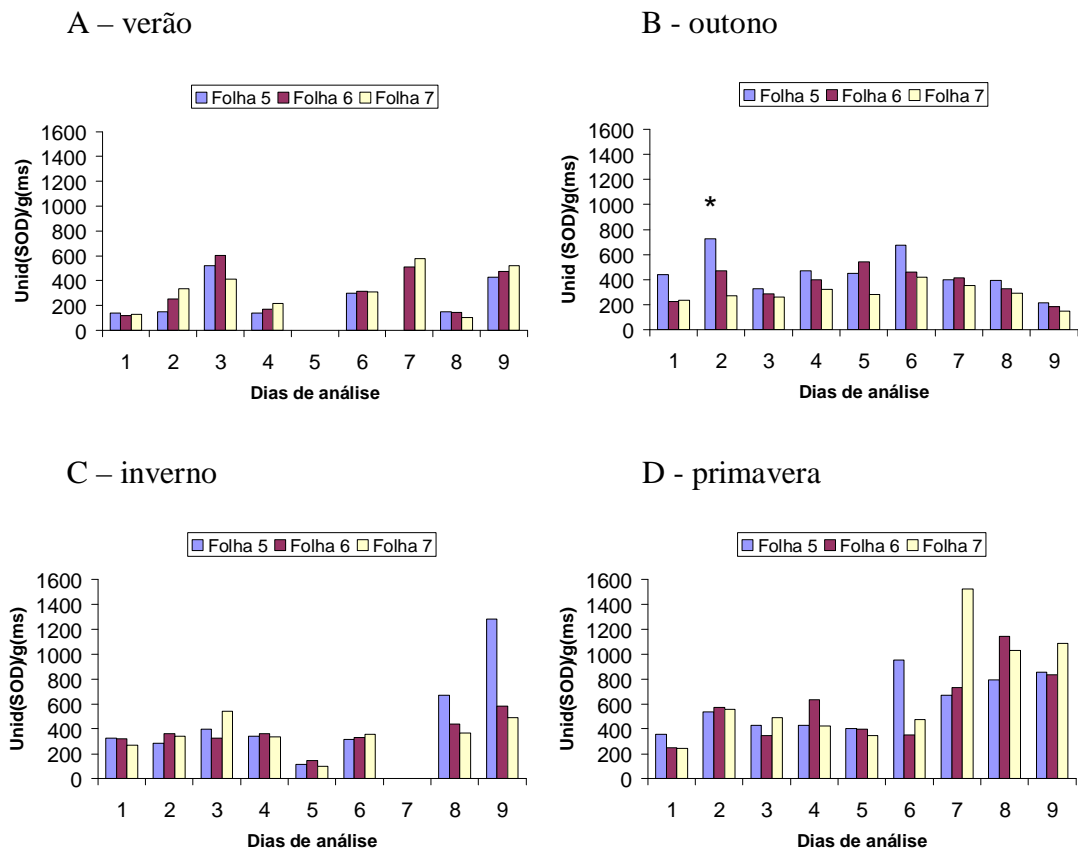 A – verão
Folha 5 Folha 6 Folha 7
1600
1400
1200
1000
800
600
400
200
0
Unid(SOD)/g(ms)
1 2 3 4 5 6 7 8 9
Dias de análise
B - outono
Folha 5 Folha 6 Folha 7
1600
1400
1200
1000
800
600
400
200
0
Unid (SOD)/g(ms)
*
1 2 3 4 5 6 7 8 9
Dias de análise
C – inverno
Folha 5 Folha 6 Folha 7
1600
1400
1200
1000
800
600
400
200
0
Unid(SOD)/g(ms)
1 2 3 4 5 6 7 8 9
Dias de análise
D - primavera
Folha 5 Folha 6 Folha 7
1600
1400
1200
1000
800
600
400
200
0
Unid(SOD)/g(ms)
1 2 3 4 5 6 7 8 9
Dias de análise